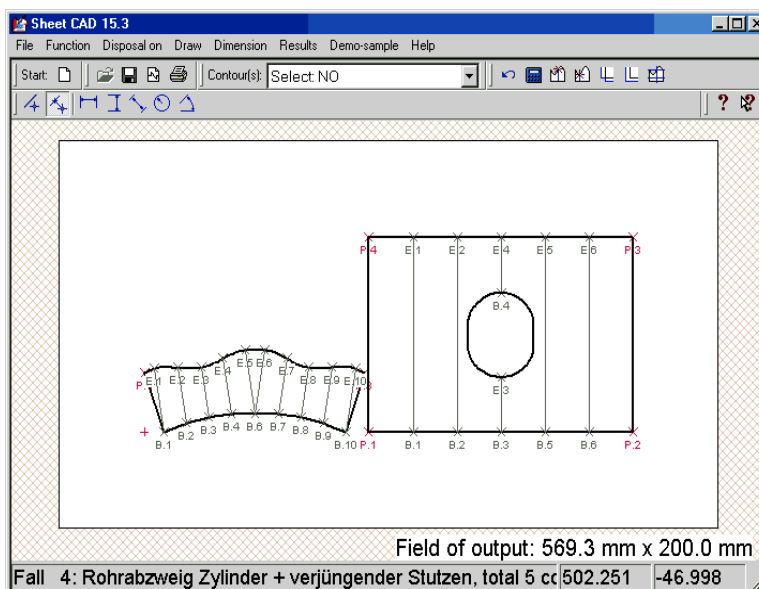 Sheet CAD 15.3
File Function Disposal on Draw Dimension Results Demo-sample Help
Start: Contour(s): Select: NO
? ?
P.4 E.1 E.2 E.4 E.5 E.6 P.3
B.4
E.5 E.6
E.4 E.7
P. E.1 E.2 E.3 E.8 E.9 E.10 .3
E.3
B.1 B.2 B.3 B.4 B.6 B.7 B.8 B.9 B.10
P.1 B.1 B.2 B.3 B.5 B.6 P.2
Field of output: 569.3 mm x 200.0 mm
Fall 4: Rohrabzweig Zylinder + verjüngender Stutzen, total 5 cc 502.251 -46.998